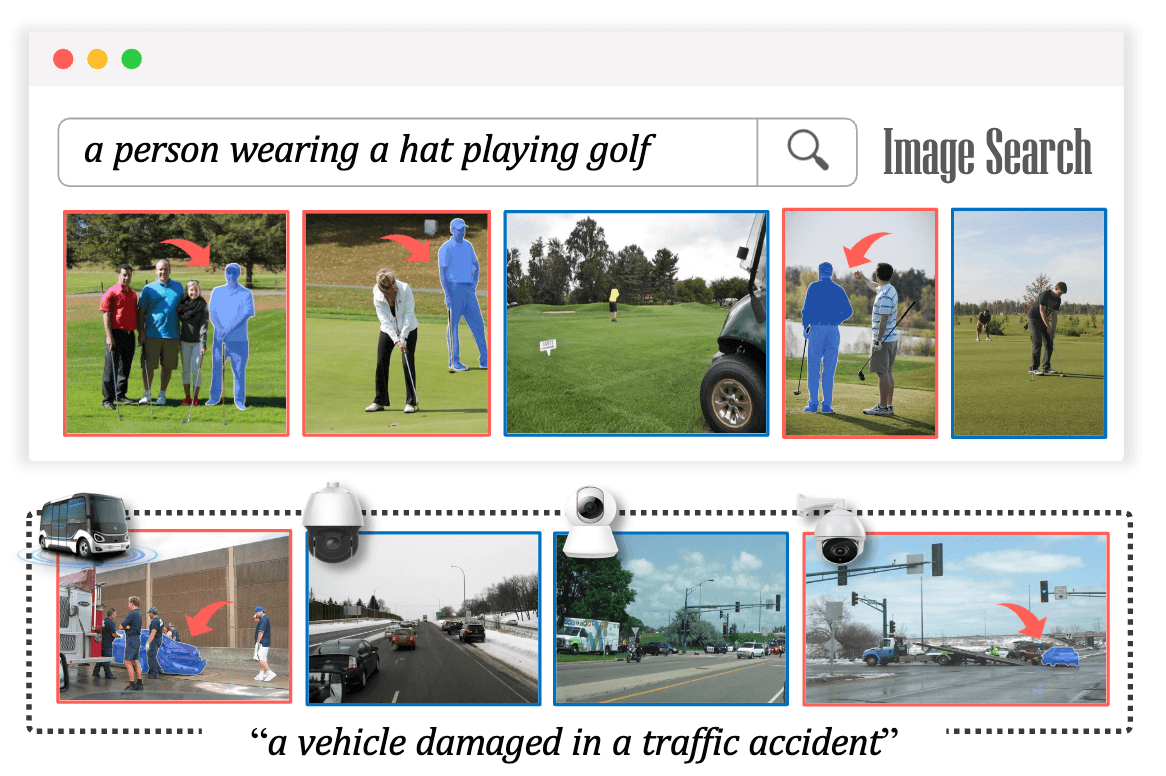 a person wearing a hat playing golf
Image Search
“a vehicle damaged in a traffic accident”